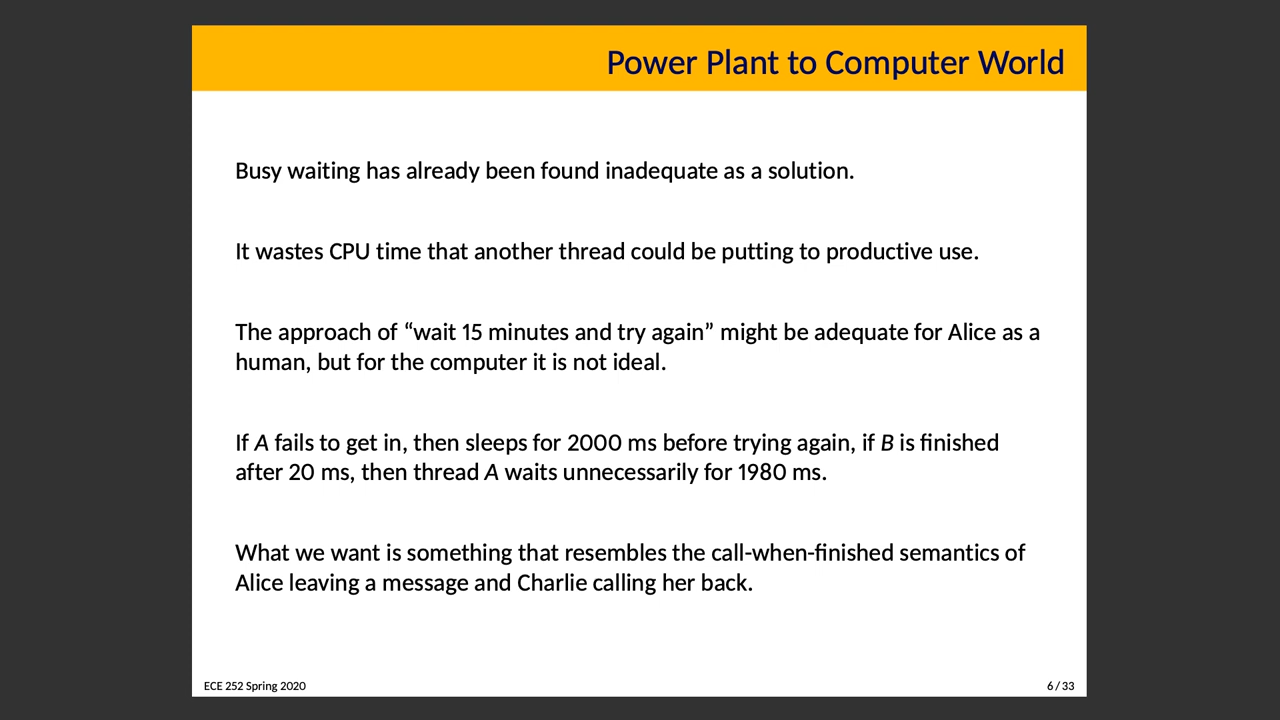 Power Plant to Computer World
Busy waiting has already been found inadequate as a solution.
It wastes CPU time that another thread could be putting to productive use.
The approach of “wait 15 minutes and try again” might be adequate for Alice as a
human, but for the computer it is not ideal.
If A fails to get in, then sleeps for 2000 ms before trying again, if B is finished
after 20 ms, then thread A waits unnecessarily for 1980 ms.
What we want is something that resembles the call-when-finished semantics of
Alice leaving a message and Charlie calling her back.
ECE 252 Spring 2020
6 / 33